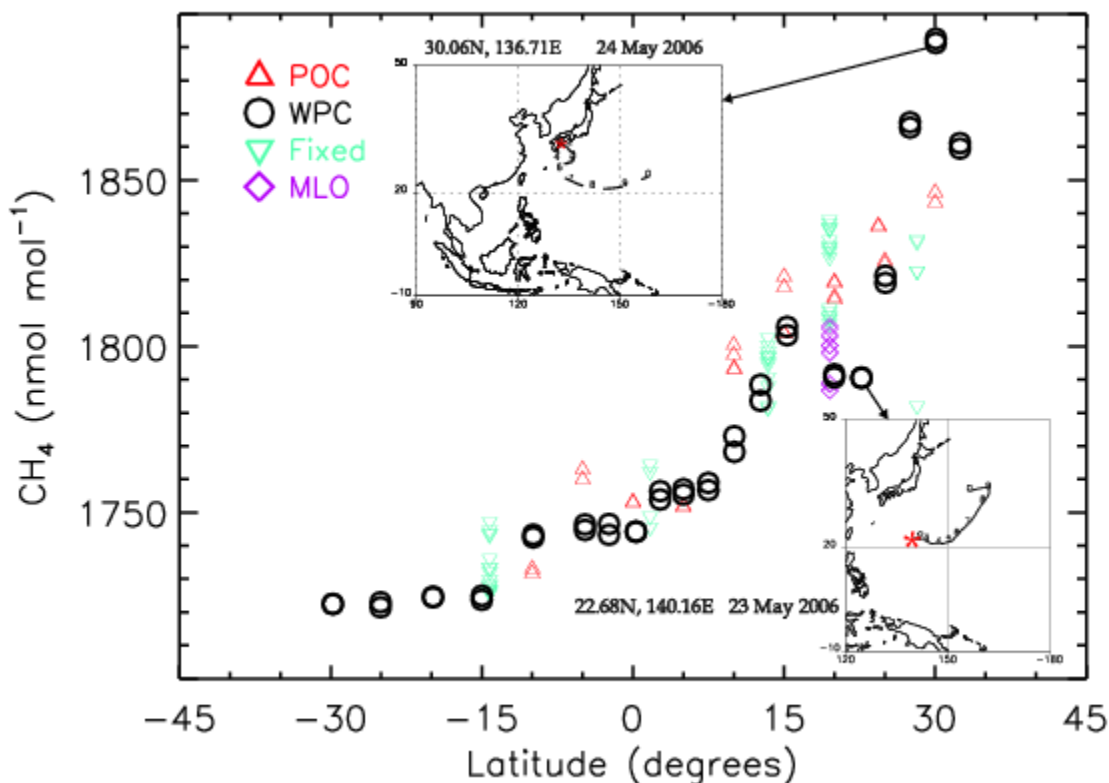 30.06N, 136.71E 24 May 2006
POC
WPC
Fixed
MLO
50
20
-10
90
120
150
-180
1850
1800
1750
CH₄ (nmol mol⁻¹)
50
20
-10
120
150
-180
22.68N, 140.16E 23 May 2006
-45
-30
-15
0
15
30
45
Latitude (degrees)